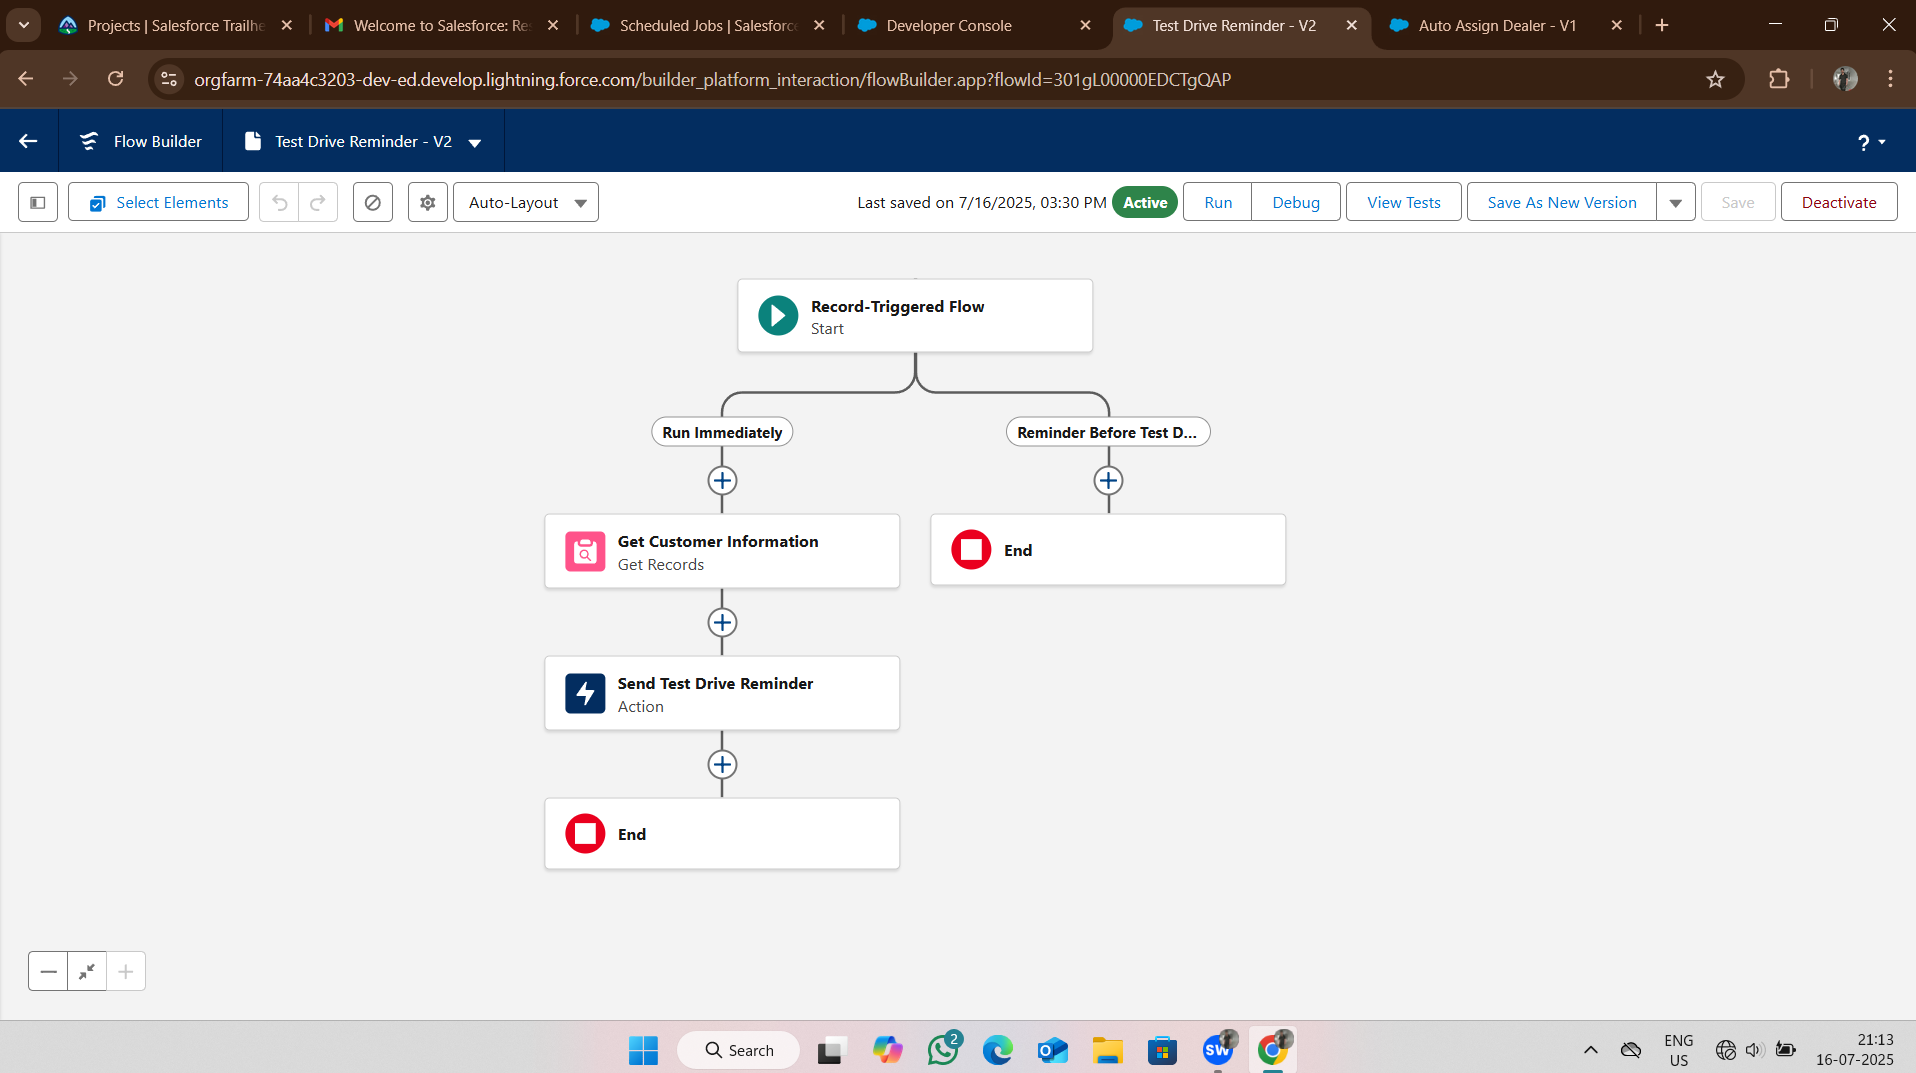 Projects | Salesforce Trailhe
Welcome to Salesforce: Re
Scheduled Jobs | Salesforce
Developer Console
Test Drive Reminder - V2
Auto Assign Dealer - V1
orgfarm-74aa4c3203-dev-ed.develop.lightning.force.com/builder_platform_interaction/flowBuilder.app?flowId=301gL00000EDCTgQAP
Flow Builder
Test Drive Reminder - V2
?
Select Elements
Auto-Layout
Last saved on 7/16/2025, 03:30 PM
Active
Run
Debug
View Tests
Save As New Version
Save
Deactivate
Record-Triggered Flow
Start
Run Immediately
Reminder Before Test D...
Get Customer Information
Get Records
End
Send Test Drive Reminder
Action
End
Search
2
SW
ENG
US
21:13
16-07-2025